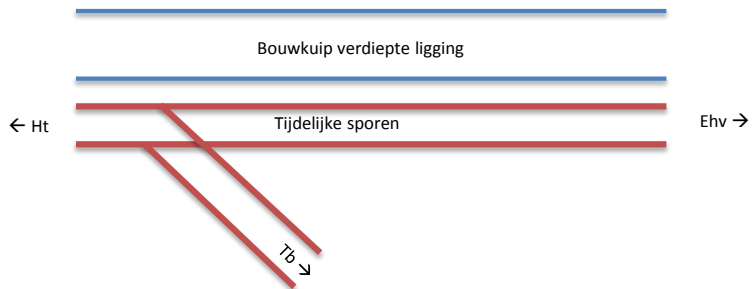 Bouwkuip verdiepte ligging
Tijdelijke sporen
← Ht
Ehv →
Tb →